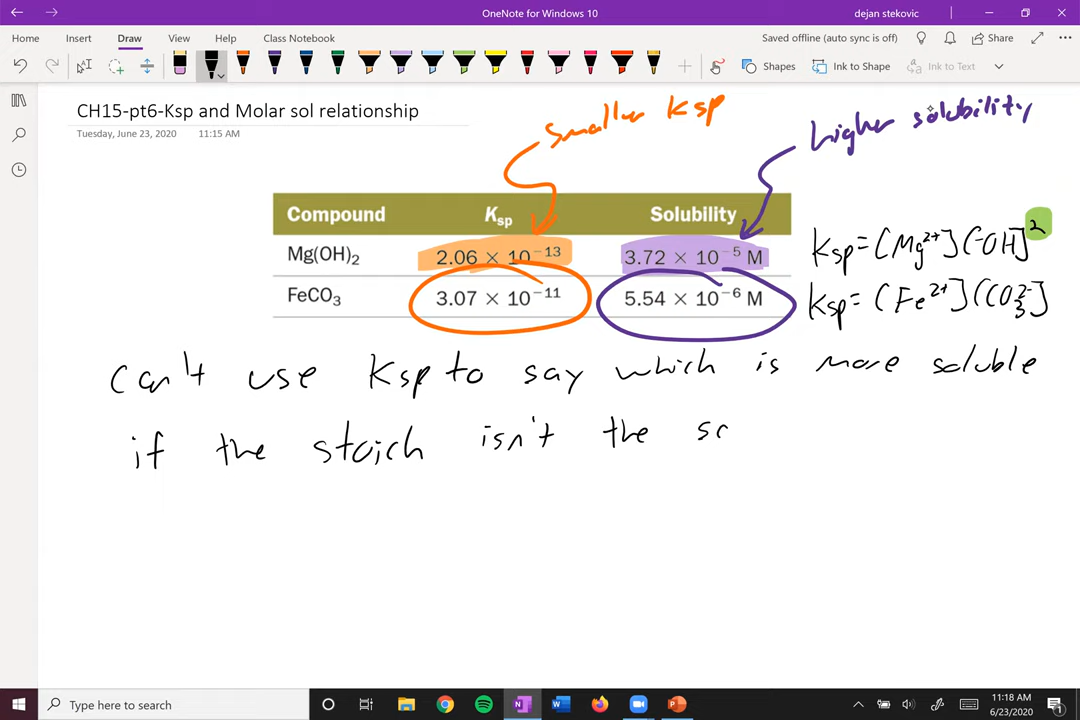 OneNote for Windows 10
dejan stekovic
Home Insert Draw View Help Class Notebook
Saved offline (auto sync is off)
Share
Shapes
Ink to Shape
Ink to Text
CH15-pt6-Ksp and Molar sol relationship
Tuesday, June 23, 2020 11:15 AM
smaller Ksp
higher solubility
Compound Ksp Solubility
Mg(OH)₂ 2.06 × 10⁻¹³ 3.72 × 10⁻⁵ M
FeCO₃ 3.07 × 10⁻¹¹ 5.54 × 10⁻⁶ M
Ksp = [Mg²⁺][⁻OH]²
Ksp = [Fe²⁺][CO₃²⁻]
can't use Ksp to say which is more soluble
if the stoich isn't the
Type here to search
11:18 AM
6/23/2020
1